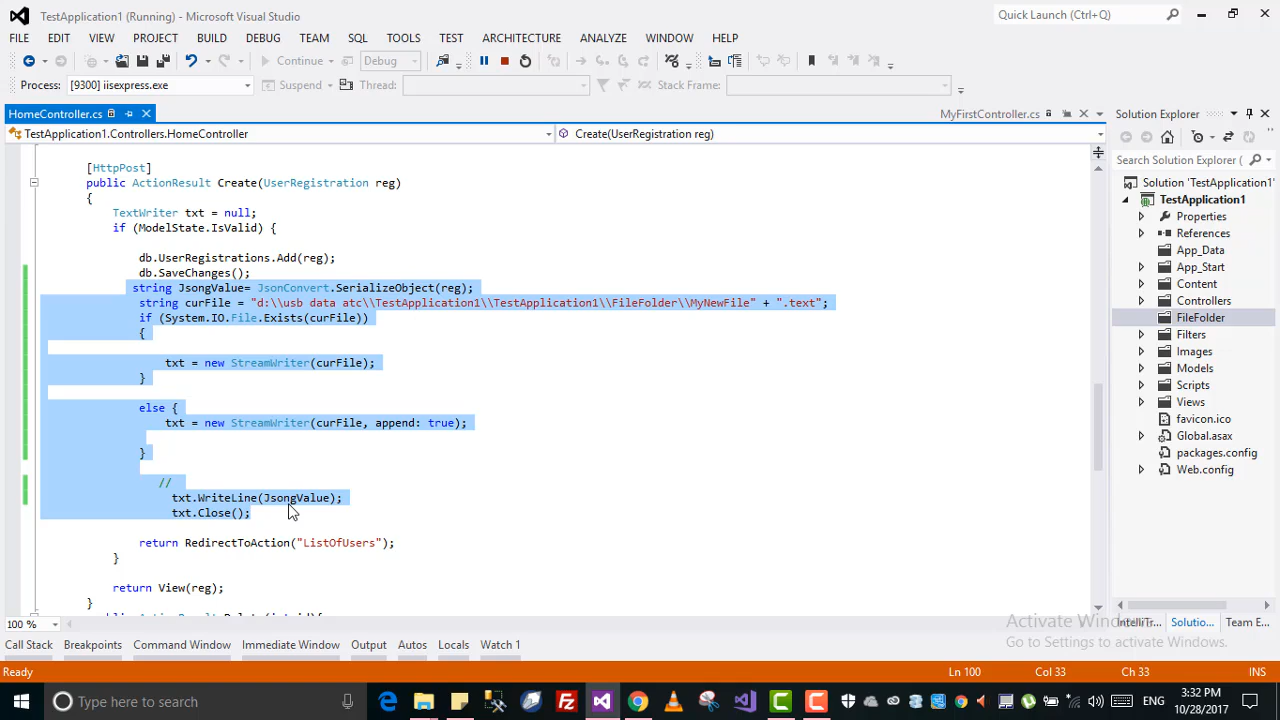 TestApplication1 (Running) - Microsoft Visual Studio
Quick Launch (Ctrl+Q)
FILE EDIT VIEW PROJECT BUILD DEBUG TEAM SQL TOOLS TEST ARCHITECTURE ANALYZE WINDOW HELP
Continue Debug
Process: [9300] iisexpress.exe Suspend Thread: Stack Frame:
HomeController.cs
MyFirstController.cs
Solution Explorer
TestApplication1.Controllers.HomeController
Create(UserRegistration reg)
Search Solution Explorer (
[HttpPost]
public ActionResult Create(UserRegistration reg)
{
TextWriter txt = null;
if (ModelState.IsValid) {
db.UserRegistrations.Add(reg);
db.SaveChanges();
string JsongValue= JsonConvert.SerializeObject(reg);
string curFile = "d:\\usb data atc\\TestApplication1\\TestApplication1\\FileFolder\\MyNewFile" + ".text";
if (System.IO.File.Exists(curFile))
{
txt = new StreamWriter(curFile);
}
else {
txt = new StreamWriter(curFile, append: true);
}
//
txt.WriteLine(JsongValue);
txt.Close();
return RedirectToAction("ListOfUsers");
}
return View(reg);
}
Solution 'TestApplication1'
TestApplication1
Properties
References
App_Data
App_Start
Content
Controllers
FileFolder
Filters
Images
Models
Scripts
Views
favicon.ico
Global.asax
packages.config
Web.config
100 %
Activate Windows
Go to Settings to activate Windows.
IntelliTr... Solutio... Team E...
Call Stack Breakpoints Command Window Immediate Window Output Autos Locals Watch 1
Ready
Ln 100 Col 33 Ch 33 INS
Type here to search
ENG
3:32 PM
10/28/2017